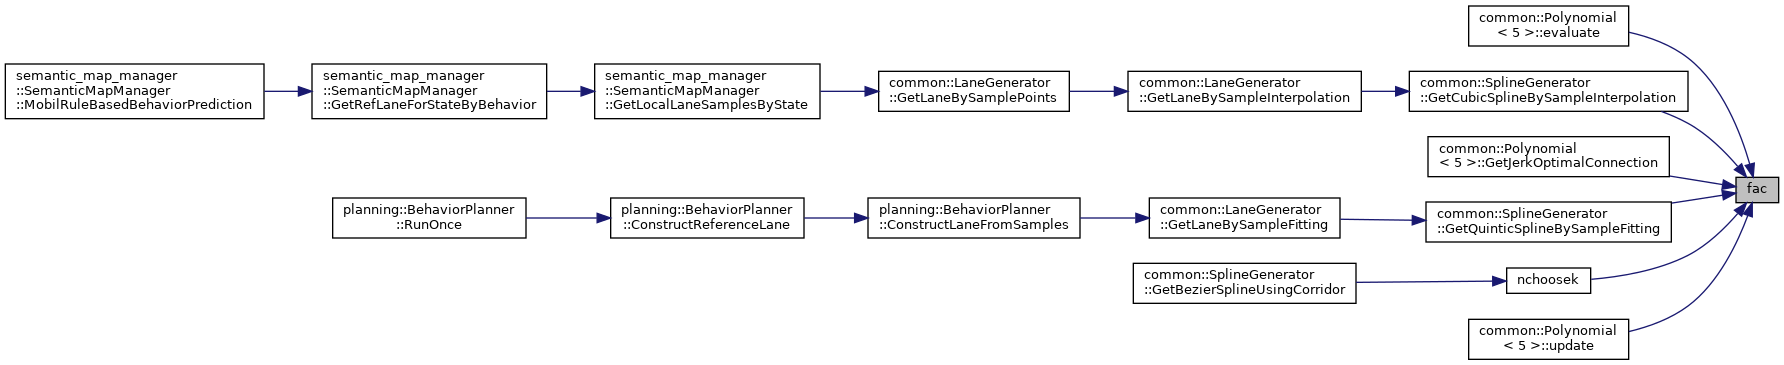 common::Polynomial
< 5 >::evaluate
semantic_map_manager
::SemanticMapManager
::MobilRuleBasedBehaviorPrediction
semantic_map_manager
::SemanticMapManager
::GetRefLaneForStateByBehavior
semantic_map_manager
::SemanticMapManager
::GetLocalLaneSamplesByState
common::LaneGenerator
::GetLaneBySamplePoints
common::LaneGenerator
::GetLaneBySampleInterpolation
common::SplineGenerator
::GetCubicSplineBySampleInterpolation
common::Polynomial
< 5 >::GetJerkOptimalConnection
fac
planning::BehaviorPlanner
::RunOnce
planning::BehaviorPlanner
::ConstructReferenceLane
planning::BehaviorPlanner
::ConstructLaneFromSamples
common::LaneGenerator
::GetLaneBySampleFitting
common::SplineGenerator
::GetQuinticSplineBySampleFitting
common::SplineGenerator
::GetBezierSplineUsingCorridor
nchoosek
common::Polynomial
< 5 >::update